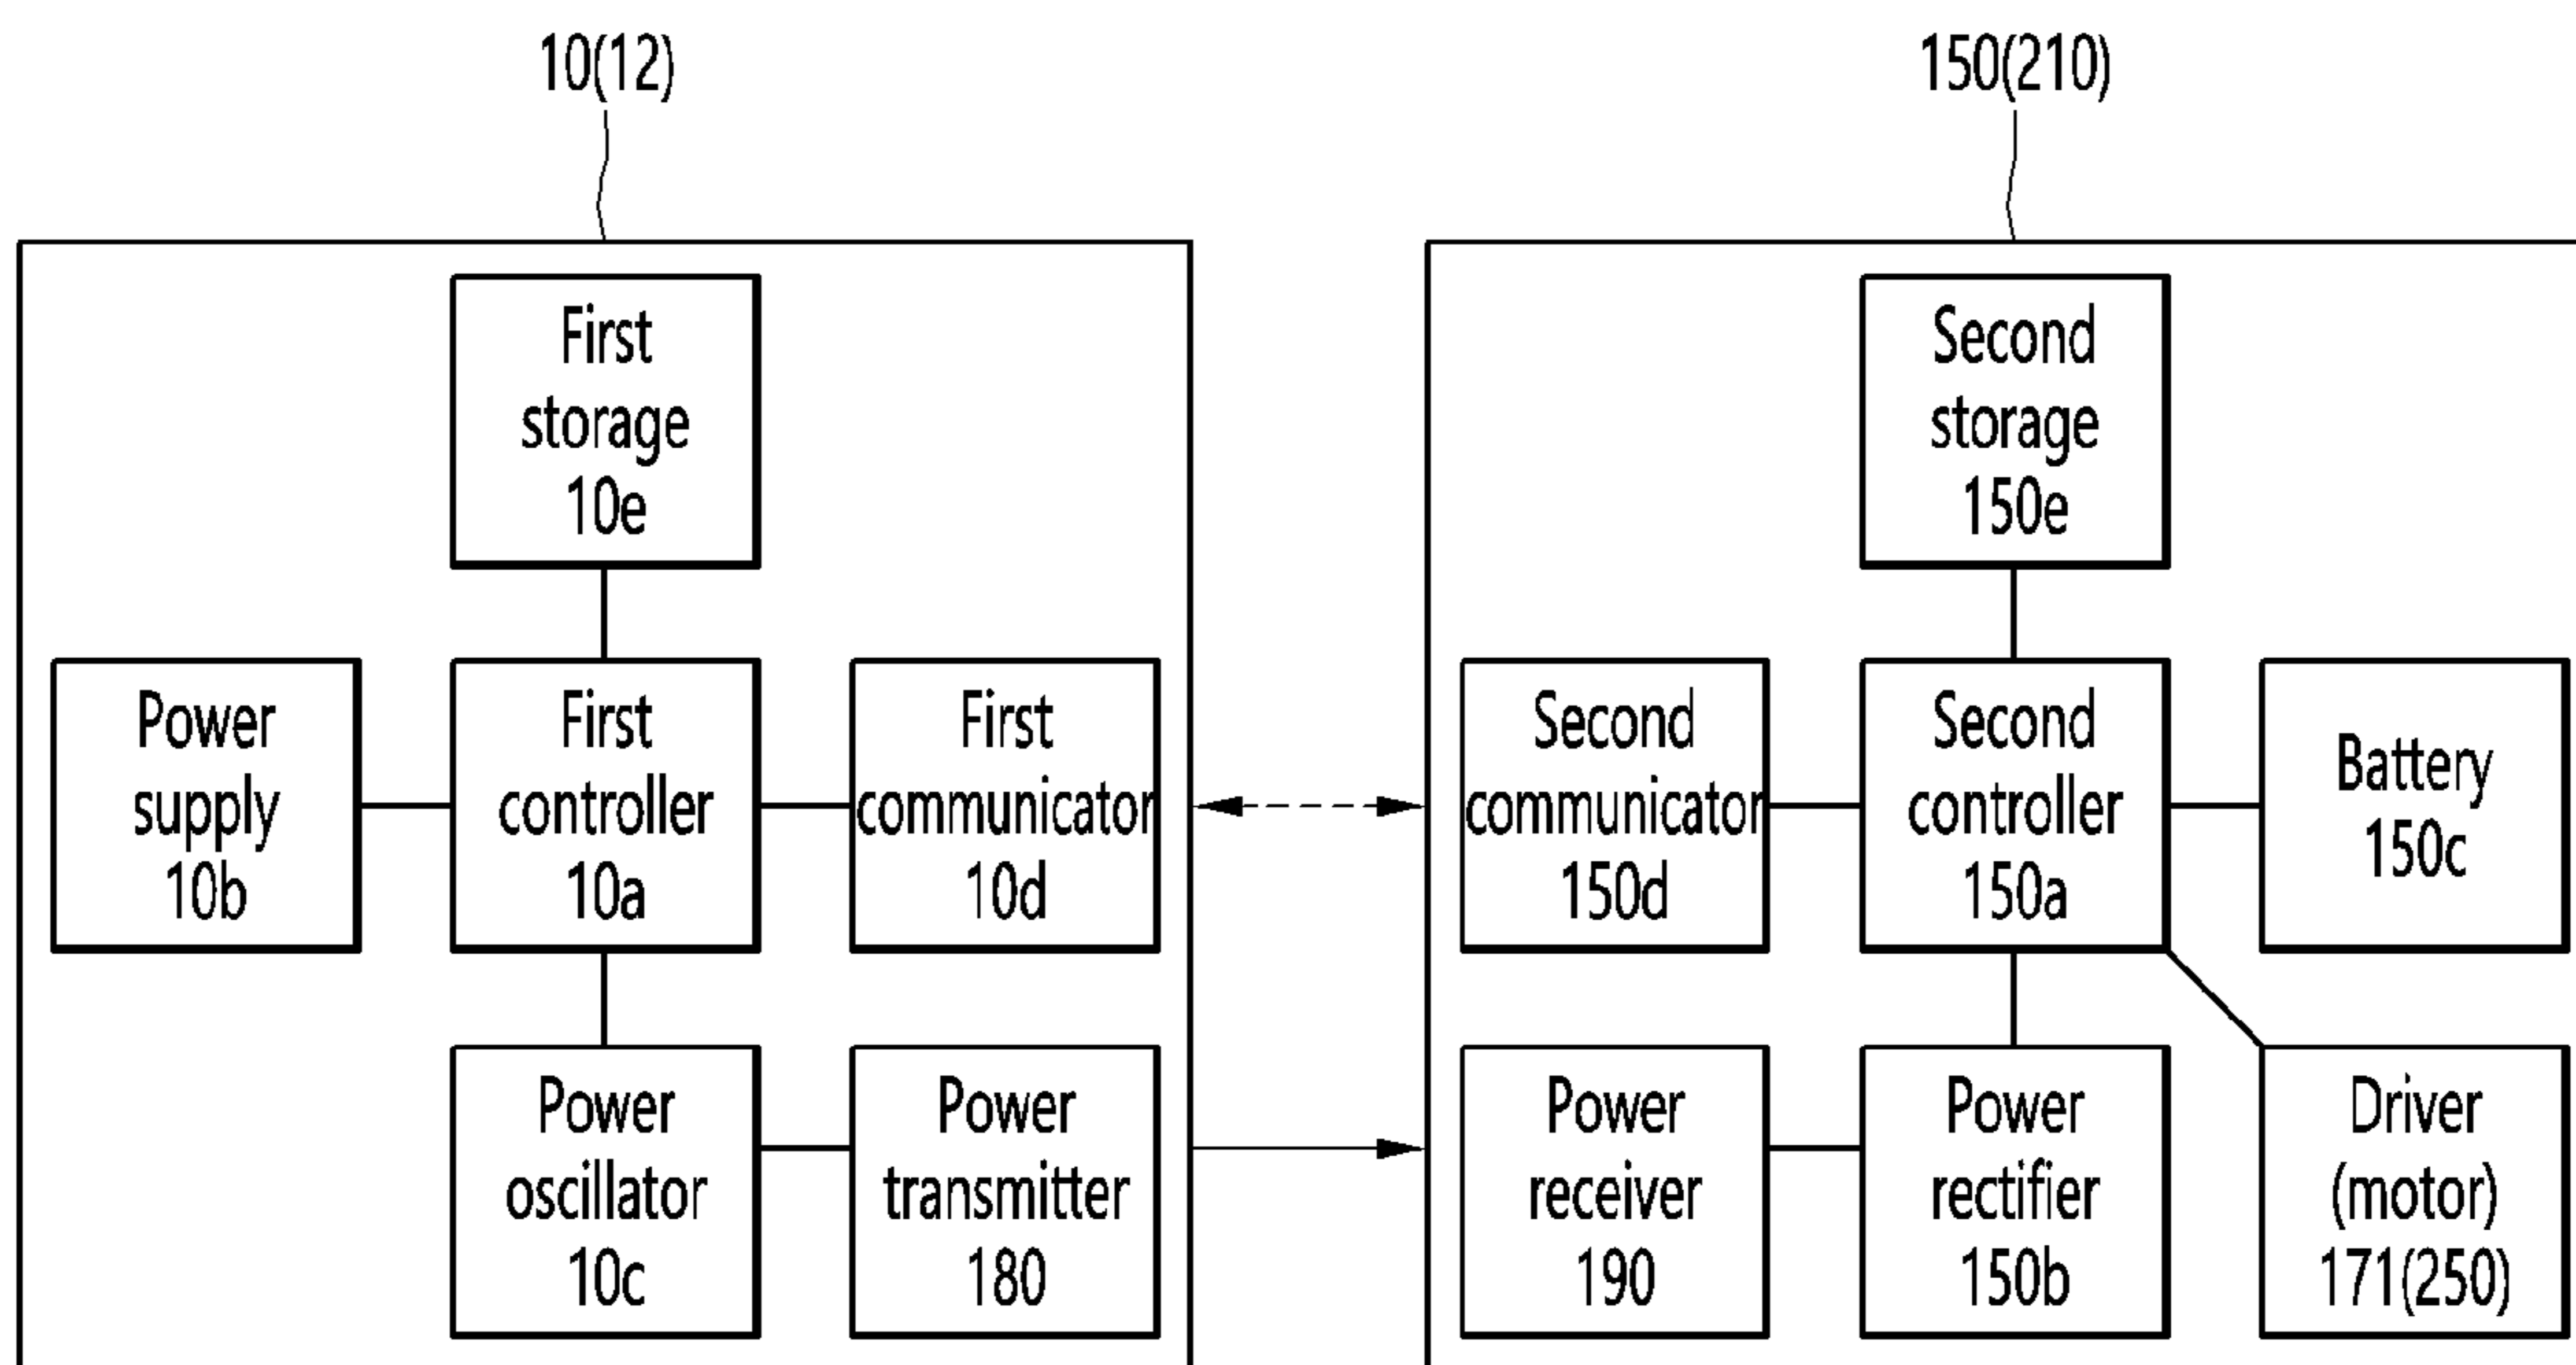 10(12)
150(210)
First
storage
10e
Second
storage
150e
Power
supply
10b
First
controller
10a
First
communicator
10d
Second
communicator
150d
Second
controller
150a
Battery
150c
Power
oscillator
10c
Power
transmitter
180
Power
receiver
190
Power
rectifier
150b
Driver
(motor)
171(250)